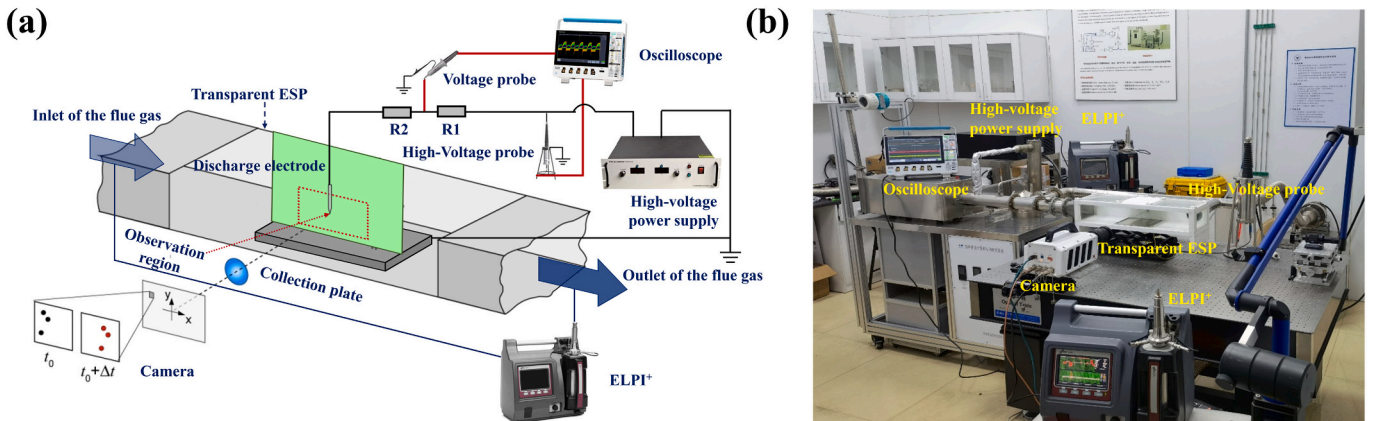 (a)
Oscilloscope
Voltage probe
Transparent ESP
Inlet of the flue gas
R2
R1
High-Voltage probe
Discharge electrode
High-voltage
power supply
Observation
region
Collection plate
Outlet of the flue gas
y
x
t0
t0+Δt
Camera
ELPI+
(b)
High-voltage
power supply
ELPI+
Oscilloscope
High-Voltage probe
Transparent ESP
Camera
ELPI+